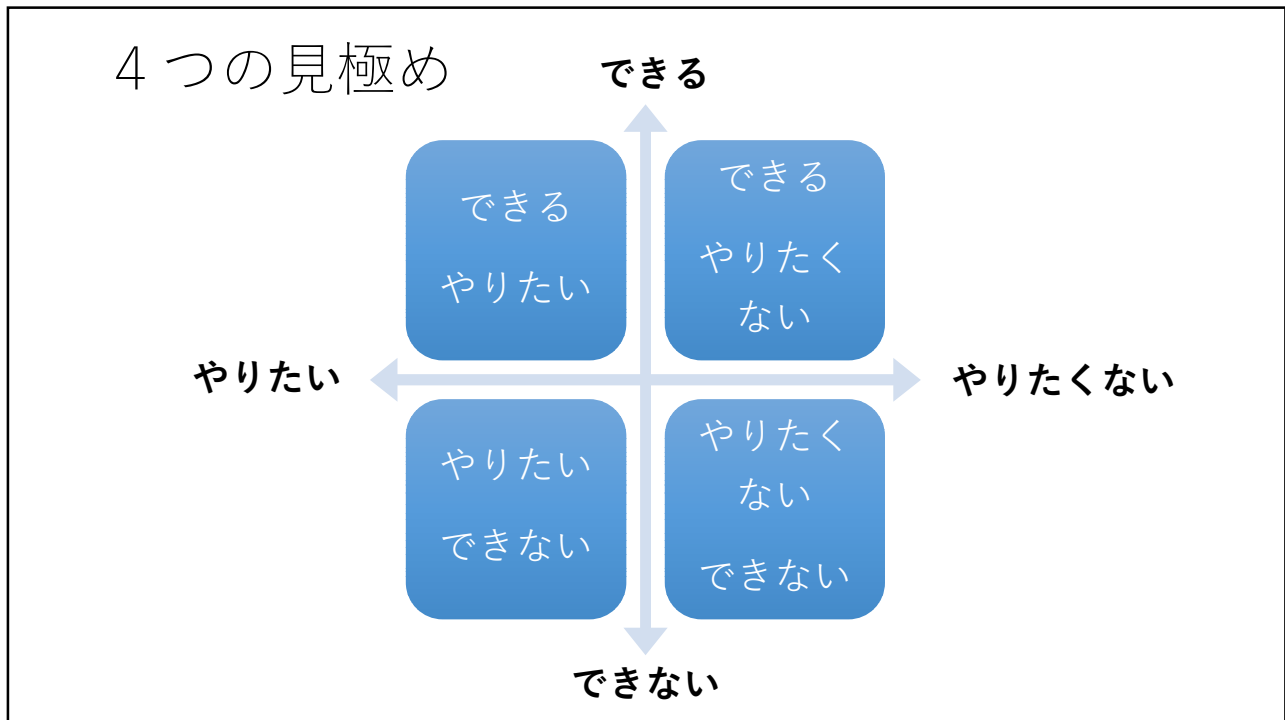 4つの見極め
できる
できる
やりたい
できる
やりたく
ない
やりたい
やりたくない
やりたい
できない
やりたく
ない
できない
できない